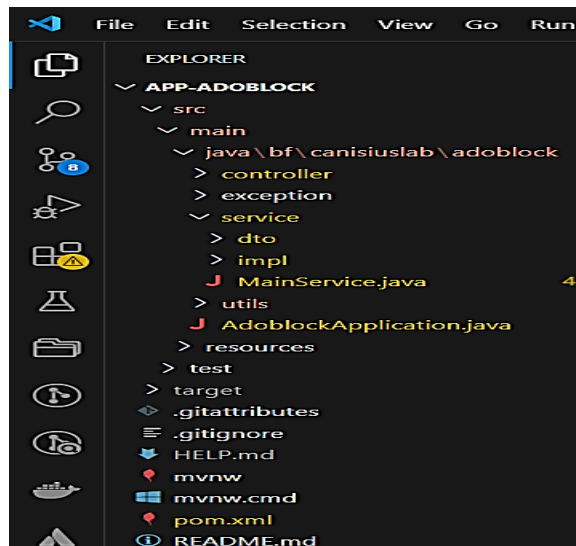 File Edit Selection View Go Run
EXPLORER
APP-ADOBLOCK
src
main
java\bf\canisiuslab\adoblock
controller
exception
service
dto
impl
J MainService.java 4
utils
J AdoblockApplication.java
resources
test
target
.gitattributes
.gitignore
HELP.md
mvnw
mvnw.cmd
pom.xml
README.md
8